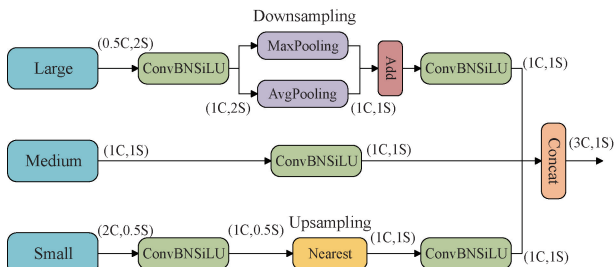 Downsampling
(0.5C,2S)
Large
ConvBNSiLU
MaxPooling
AvgPooling
(1C,2S)
(1C,1S)
Add
ConvBNSiLU
(1C,1S)
Medium
(1C,1S)
ConvBNSiLU
(1C,1S)
Concat
(3C,1S)
Small
(2C,0.5S)
ConvBNSiLU
(1C,0.5S)
Upsampling
Nearest
(1C,1S)
ConvBNSiLU
(1C,1S)